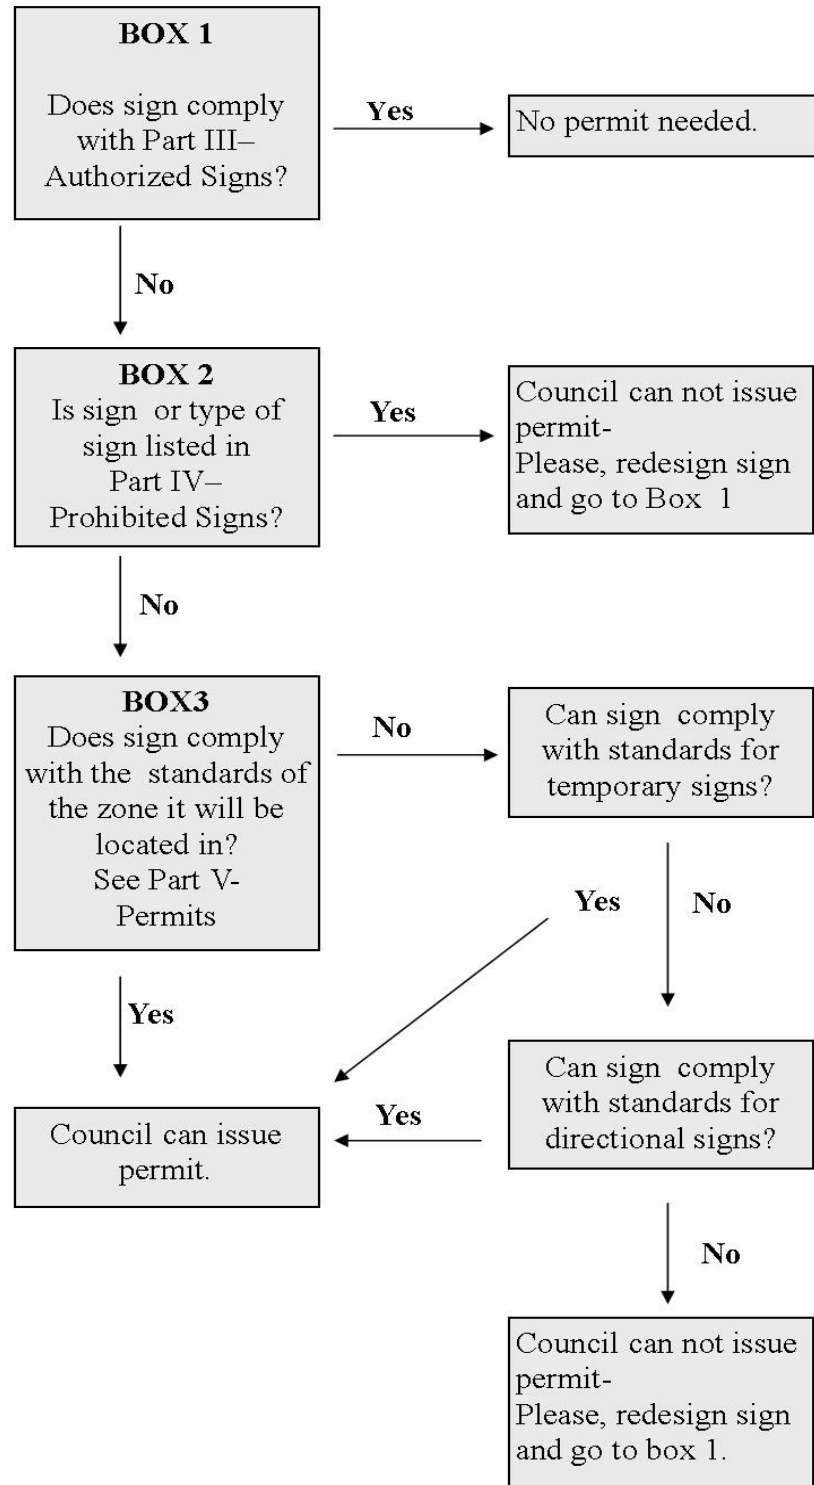 BOX 1
Does sign comply
with Part III–
Authorized Signs?
Yes
No permit needed.
No
BOX 2
Is sign or type of
sign listed in
Part IV–
Prohibited Signs?
Yes
Council can not issue
permit-
Please, redesign sign
and go to Box 1
No
BOX3
Does sign comply
with the standards of
the zone it will be
located in?
See Part V-
Permits
No
Can sign comply
with standards for
temporary signs?
Yes
No
Yes
Can sign comply
with standards for
directional signs?
Yes
Council can issue
permit.
No
Council can not issue
permit-
Please, redesign sign
and go to box 1.